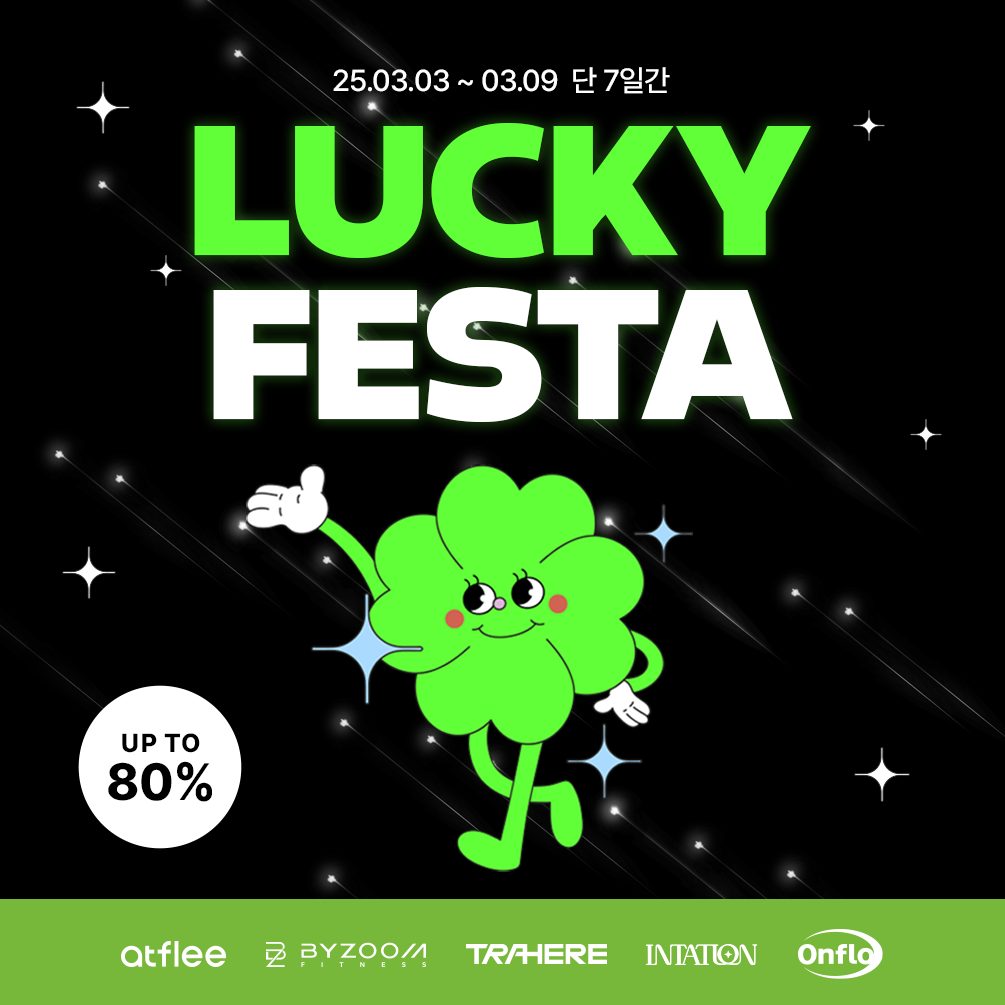 25.03.03 ~ 03.09 단 7일간
LUCKY
FESTA
UP TO
80%
atflee
BYZOOM
FITNESS
TRAHERE
INTATION
Onflo